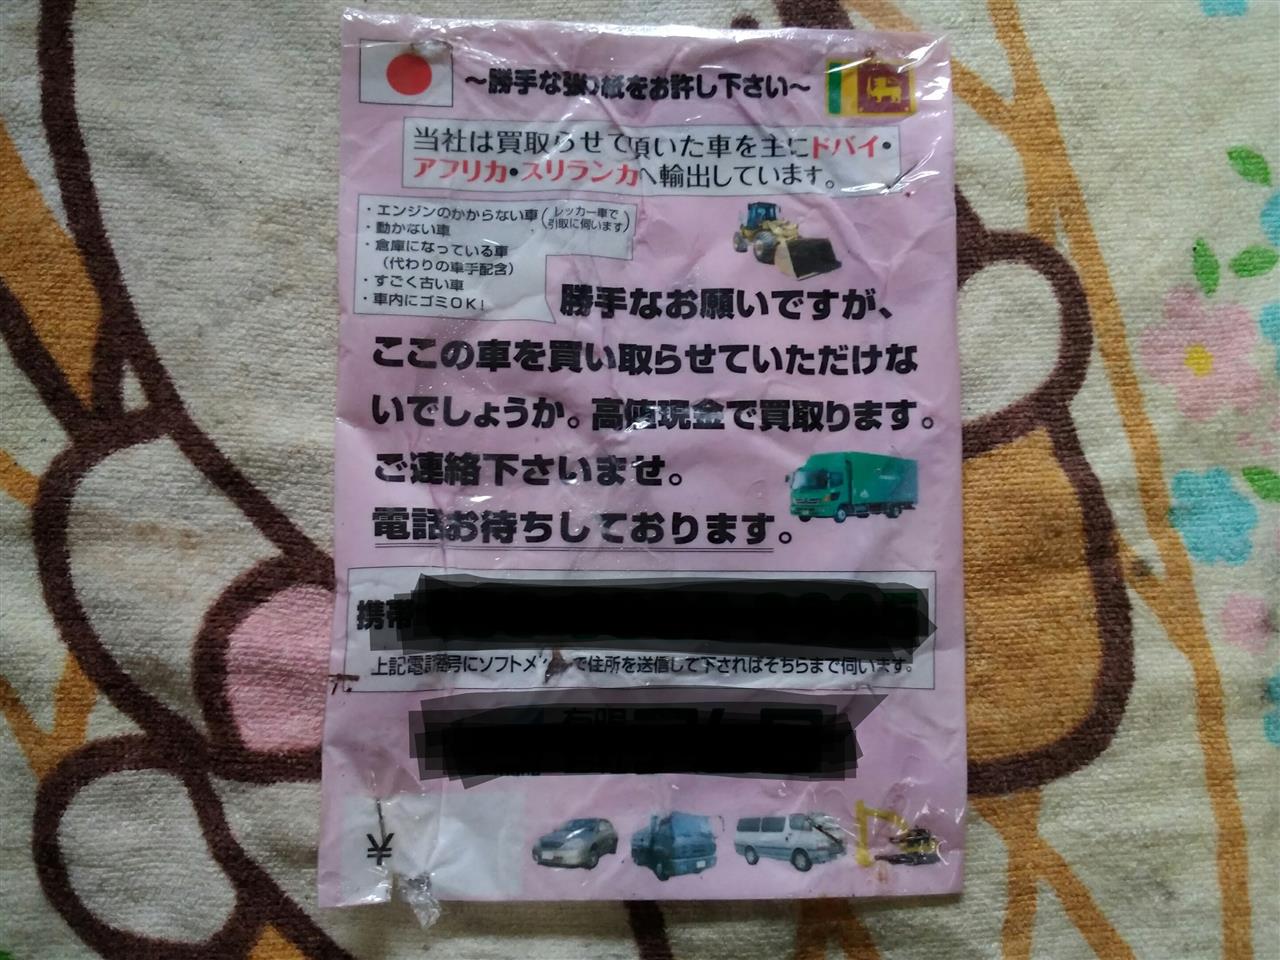 ～勝手な張り紙をお許し下さい～
当社は買取らせて頂いた車を主にドバイ・
アフリカ・スリランカへ輸出しています。
・エンジンのかからない車(レッカー車で
引取に伺います)
・動かない車
・倉庫になっている車
(代わりの車手配含)
・すごく古い車
・車内にゴミOK!
勝手なお願いですが、
ここの車を買い取らせていただけな
いでしょうか。高値現金で買取ります。
ご連絡下さいませ。
電話お待ちしております。
携帯
上記電話番号にソフトメールで住所を送信して下さればそちらまで伺います。
有限